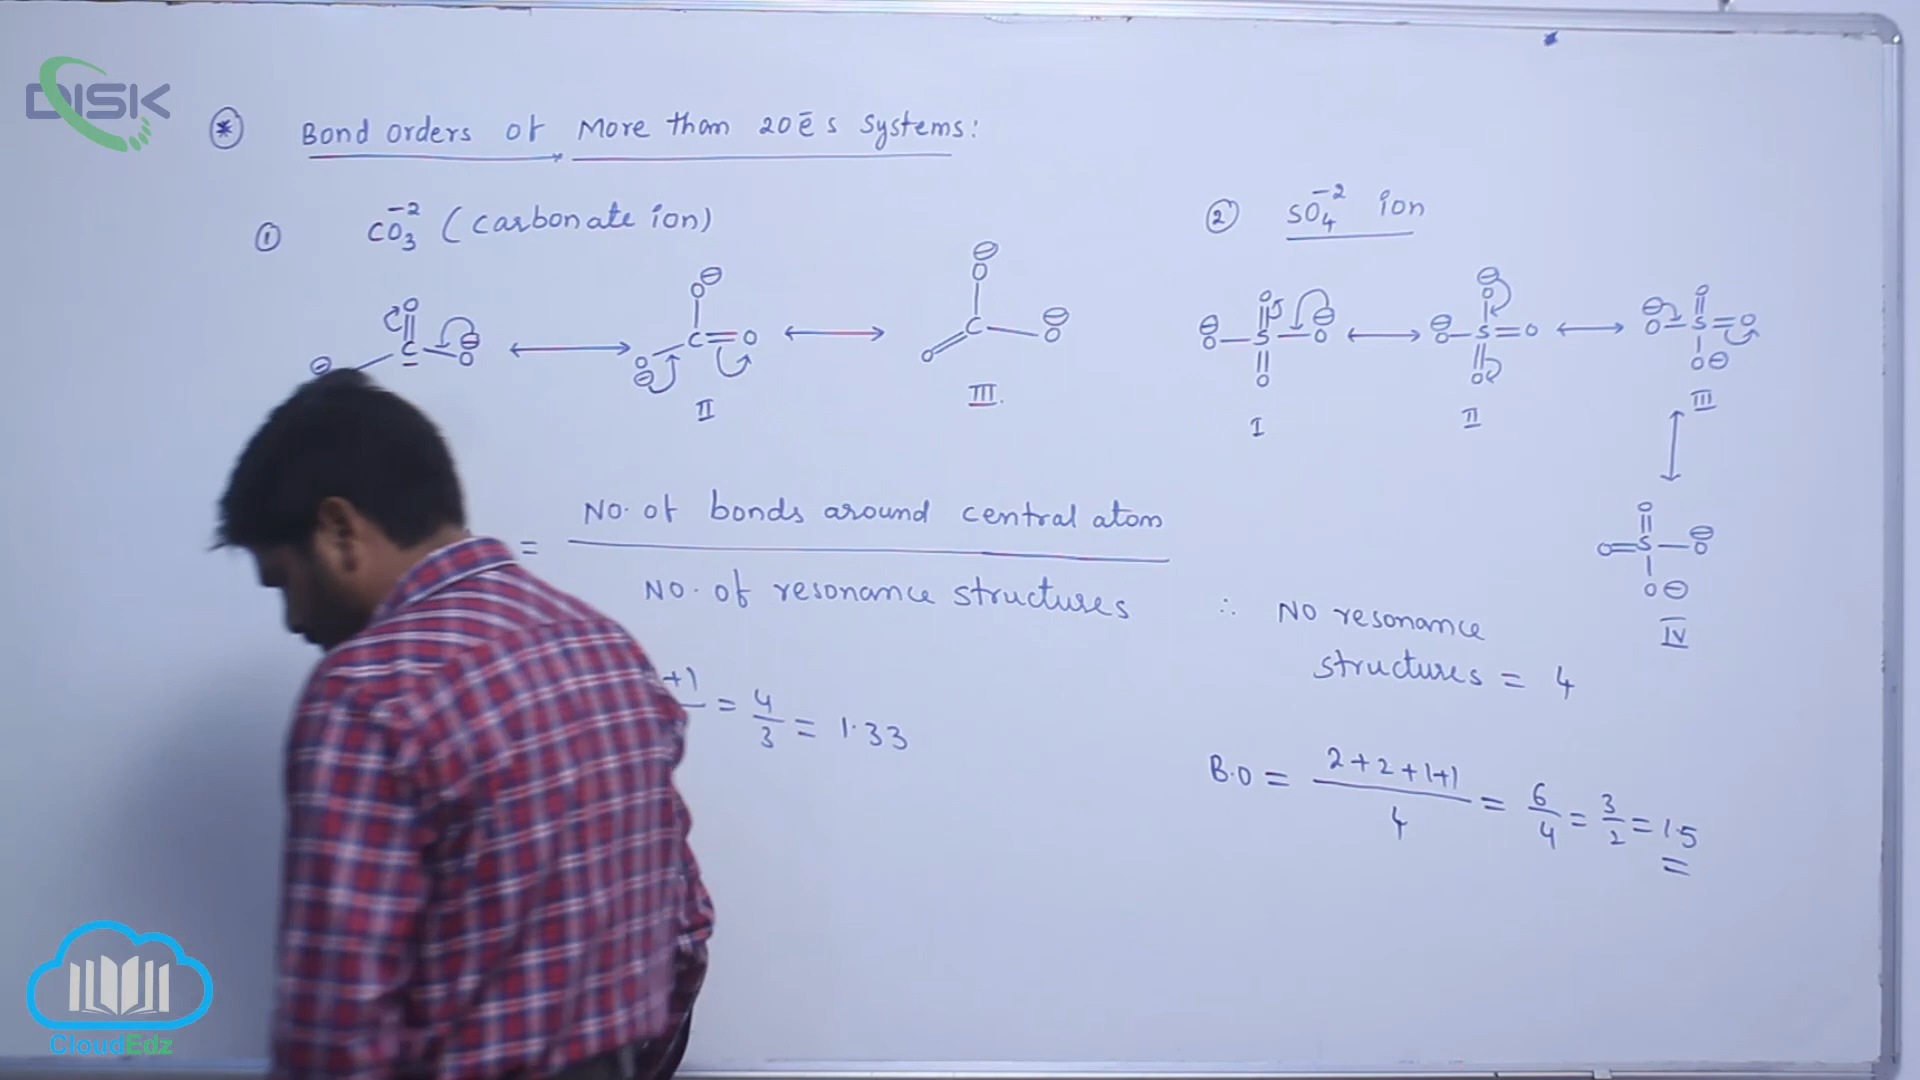 DISK
* Bond orders of More than 20ēs systems:
① CO₃⁻² (carbonate ion)
② SO₄⁻² ion
II
III.
I
II
III
IV
= No. of bonds around central atom
No. of resonance structures
∴ No resonance
structures = 4
+1 = 4/3 = 1.33
B.O = 2+2+1+1/4 = 6/4 = 3/2 = 1.5
CloudEdz